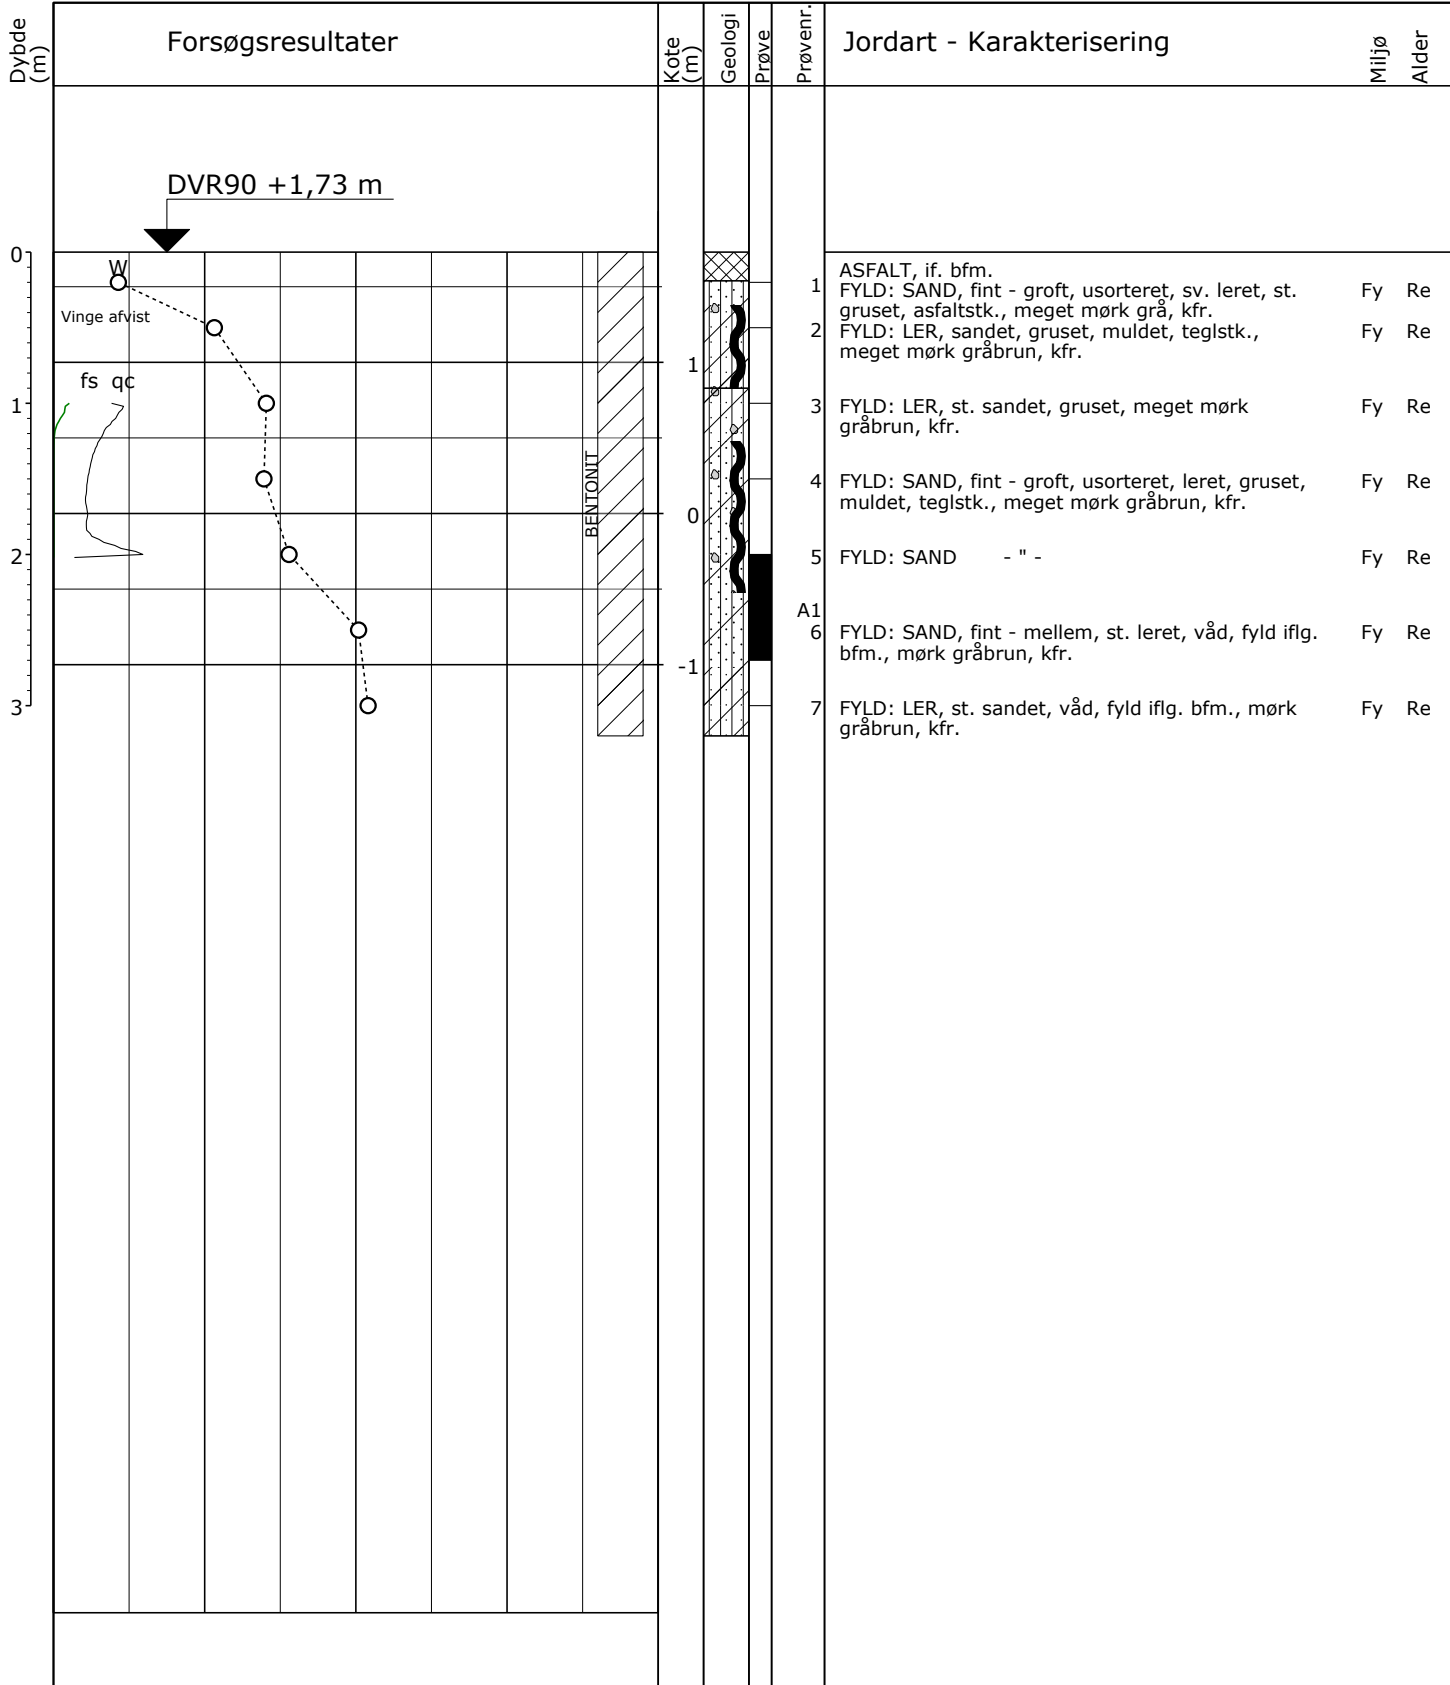 Dybde
(m)
Forsøgsresultater
Kote
(m)
Geologi
Prøve
Prøvenr.
Jordart - Karakterisering
Miljø
Alder
DVR90 +1,73 m
0
W
Vinge afvist
fs qc
1
2
3
BENTONIT
1
0
-1
ASFALT, if. bfm.
1 FYLD: SAND, fint - groft, usorteret, sv. leret, st. Fy Re
gruset, asfaltstk., meget mørk grå, kfr.
2 FYLD: LER, sandet, gruset, muldet, teglstk., Fy Re
meget mørk gråbrun, kfr.
3 FYLD: LER, st. sandet, gruset, meget mørk Fy Re
gråbrun, kfr.
4 FYLD: SAND, fint - groft, usorteret, leret, gruset, Fy Re
muldet, teglstk., meget mørk gråbrun, kfr.
5 FYLD: SAND - " - Fy Re
A1
6 FYLD: SAND, fint - mellem, st. leret, våd, fyld iflg. Fy Re
bfm., mørk gråbrun, kfr.
7 FYLD: LER, st. sandet, våd, fyld iflg. bfm., mørk Fy Re
gråbrun, kfr.